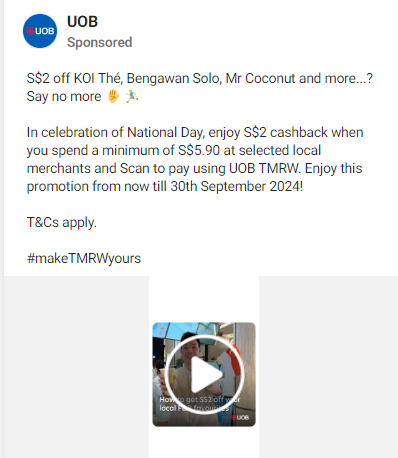 UOB
UOB
Sponsored
S$2 off KOI Thé, Bengawan Solo, Mr Coconut and more...?
Say no more ✋ 🏃
In celebration of National Day, enjoy S$2 cashback when
you spend a minimum of S$5.90 at selected local
merchants and Scan to pay using UOB TMRW. Enjoy this
promotion from now till 30th September 2024!
T&Cs apply.
#makeTMRWyours
How to get S$2 off your
local F&B favourites
UOB